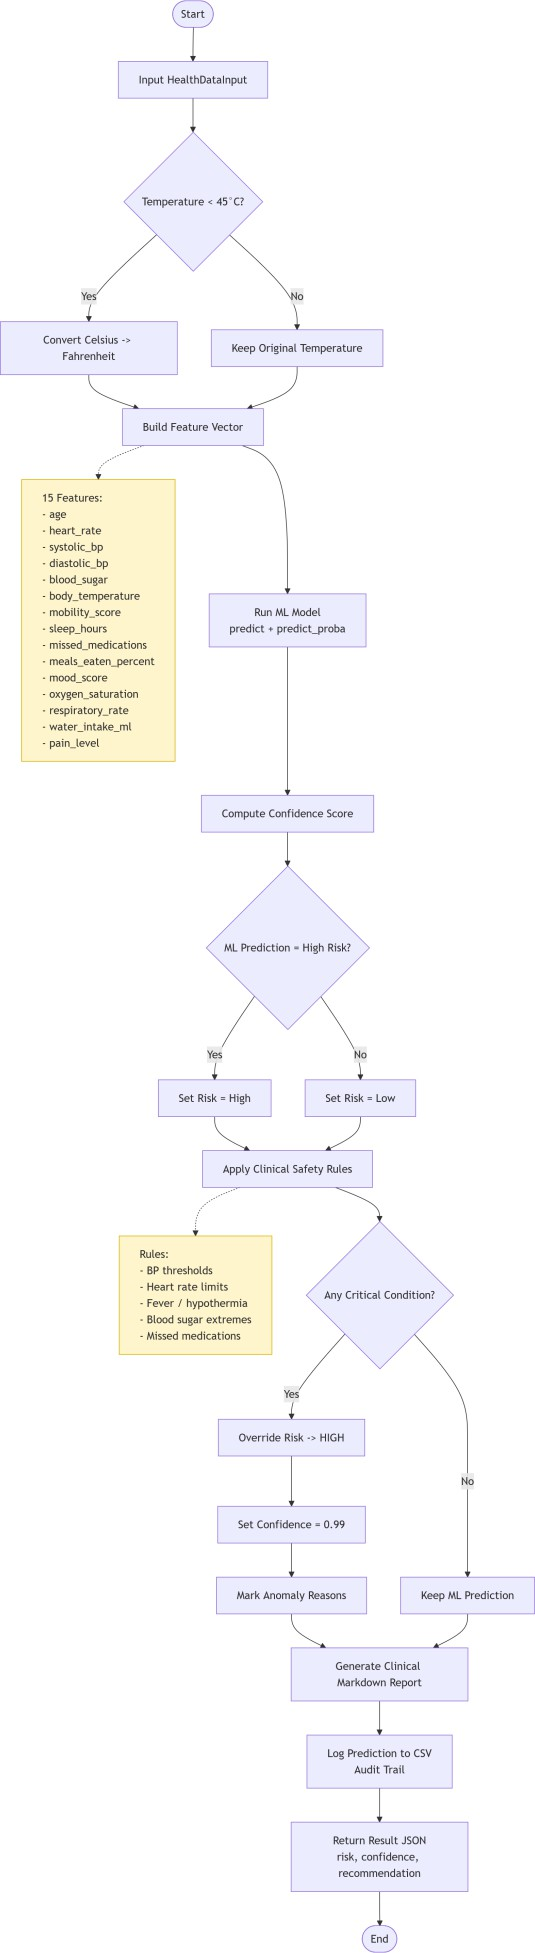 Start
Input HealthDataInput
Temperature < 45°C?
Yes
No
Convert Celsius ->
Fahrenheit
Keep Original Temperature
Build Feature Vector
15 Features:
- age
- heart_rate
- systolic_bp
- diastolic_bp
- blood_sugar
- body_temperature
- mobility_score
- sleep_hours
- missed_medications
- meals_eaten_percent
- mood_score
- oxygen_saturation
- respiratory_rate
- water_intake_ml
- pain_level
Run ML Model
predict + predict_proba
Compute Confidence Score
ML Prediction = High Risk?
Yes
No
Set Risk = High
Set Risk = Low
Apply Clinical Safety Rules
Rules:
- BP thresholds
- Heart rate limits
- Fever / hypothermia
- Blood sugar extremes
- Missed medications
Any Critical Condition?
Yes
No
Override Risk -> HIGH
Set Confidence = 0.99
Mark Anomaly Reasons
Keep ML Prediction
Generate Clinical
Markdown Report
Log Prediction to CSV
Audit Trail
Return Result JSON
risk, confidence,
recommendation
End